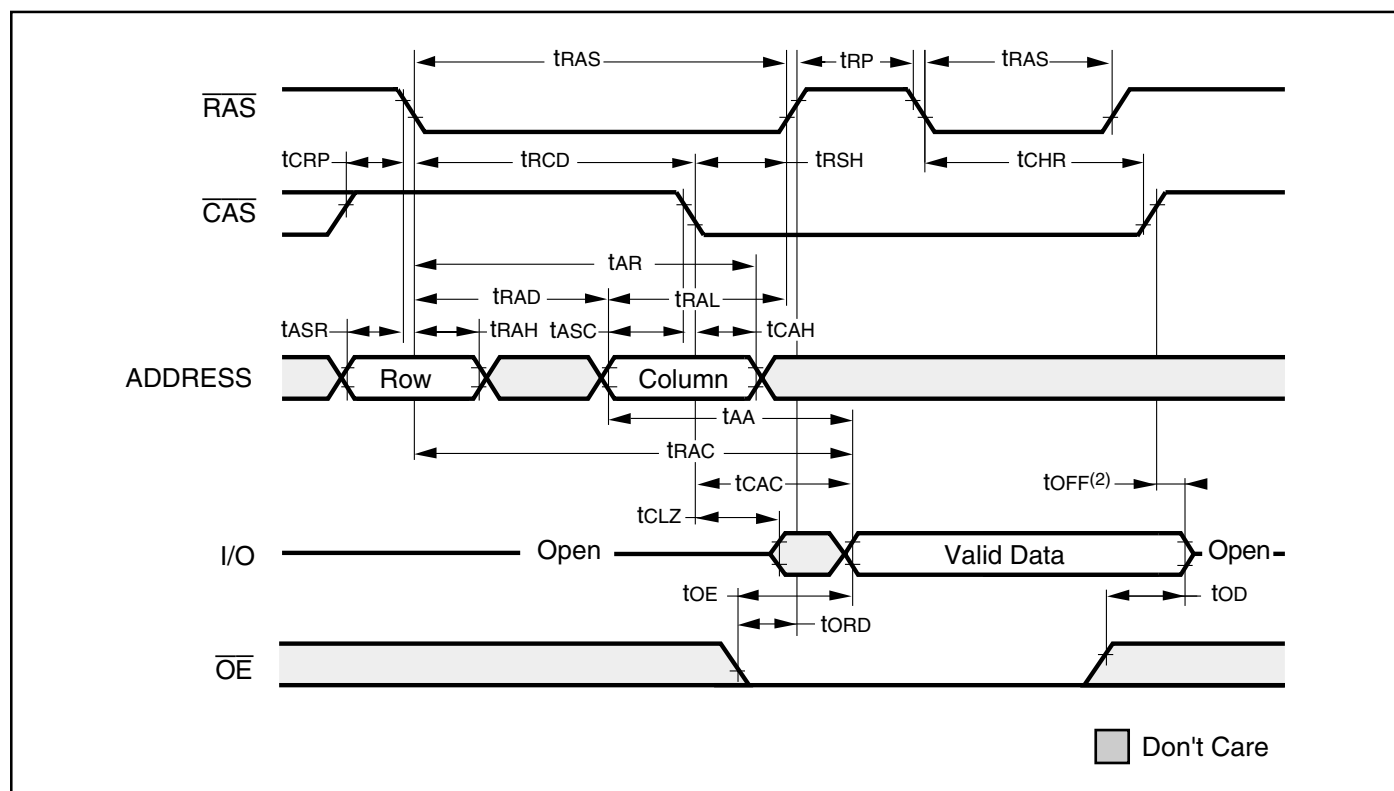 tRAS tRP tRAS
RAS
tCRP tRCD tRSH tCHR
CAS
tAR
tRAD tRAL
tASR tRAH tASC tCAH
ADDRESS Row Column
tAA
tRAC
tCAC tOFF(2)
tCLZ
I/O Open Valid Data Open
tOE tOD
tORD
OE
Don't Care